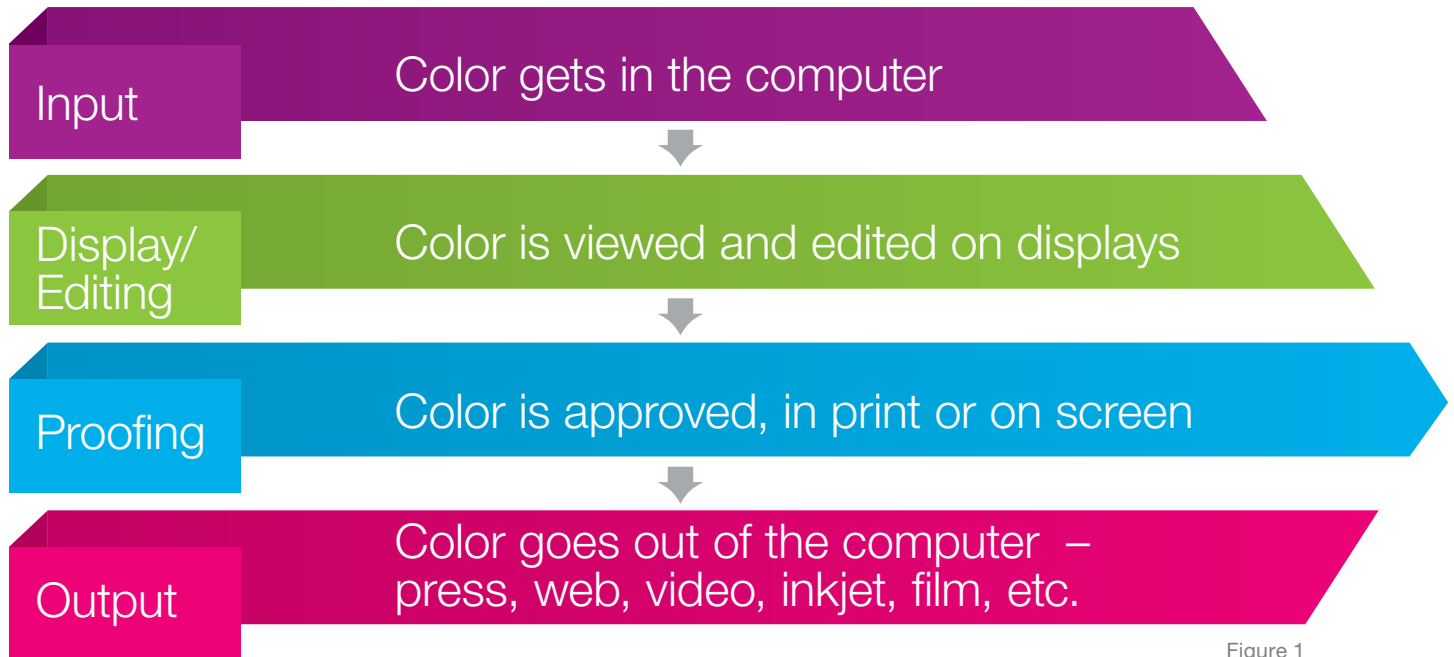 Input
Color gets in the computer
Display/
Editing
Color is viewed and edited on displays
Proofing
Color is approved, in print or on screen
Output
Color goes out of the computer –
press, web, video, inkjet, film, etc.
Figure 1